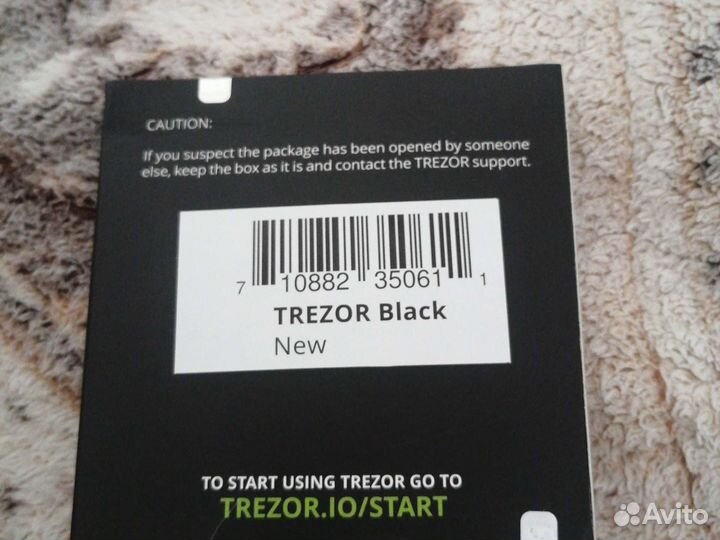 CAUTION:
If you suspect the package has been opened by someone
else, keep the box as it is and contact the TREZOR support.
7 10882 35061 1
TREZOR Black
New
TO START USING TREZOR GO TO
TREZOR.IO/START
Avito